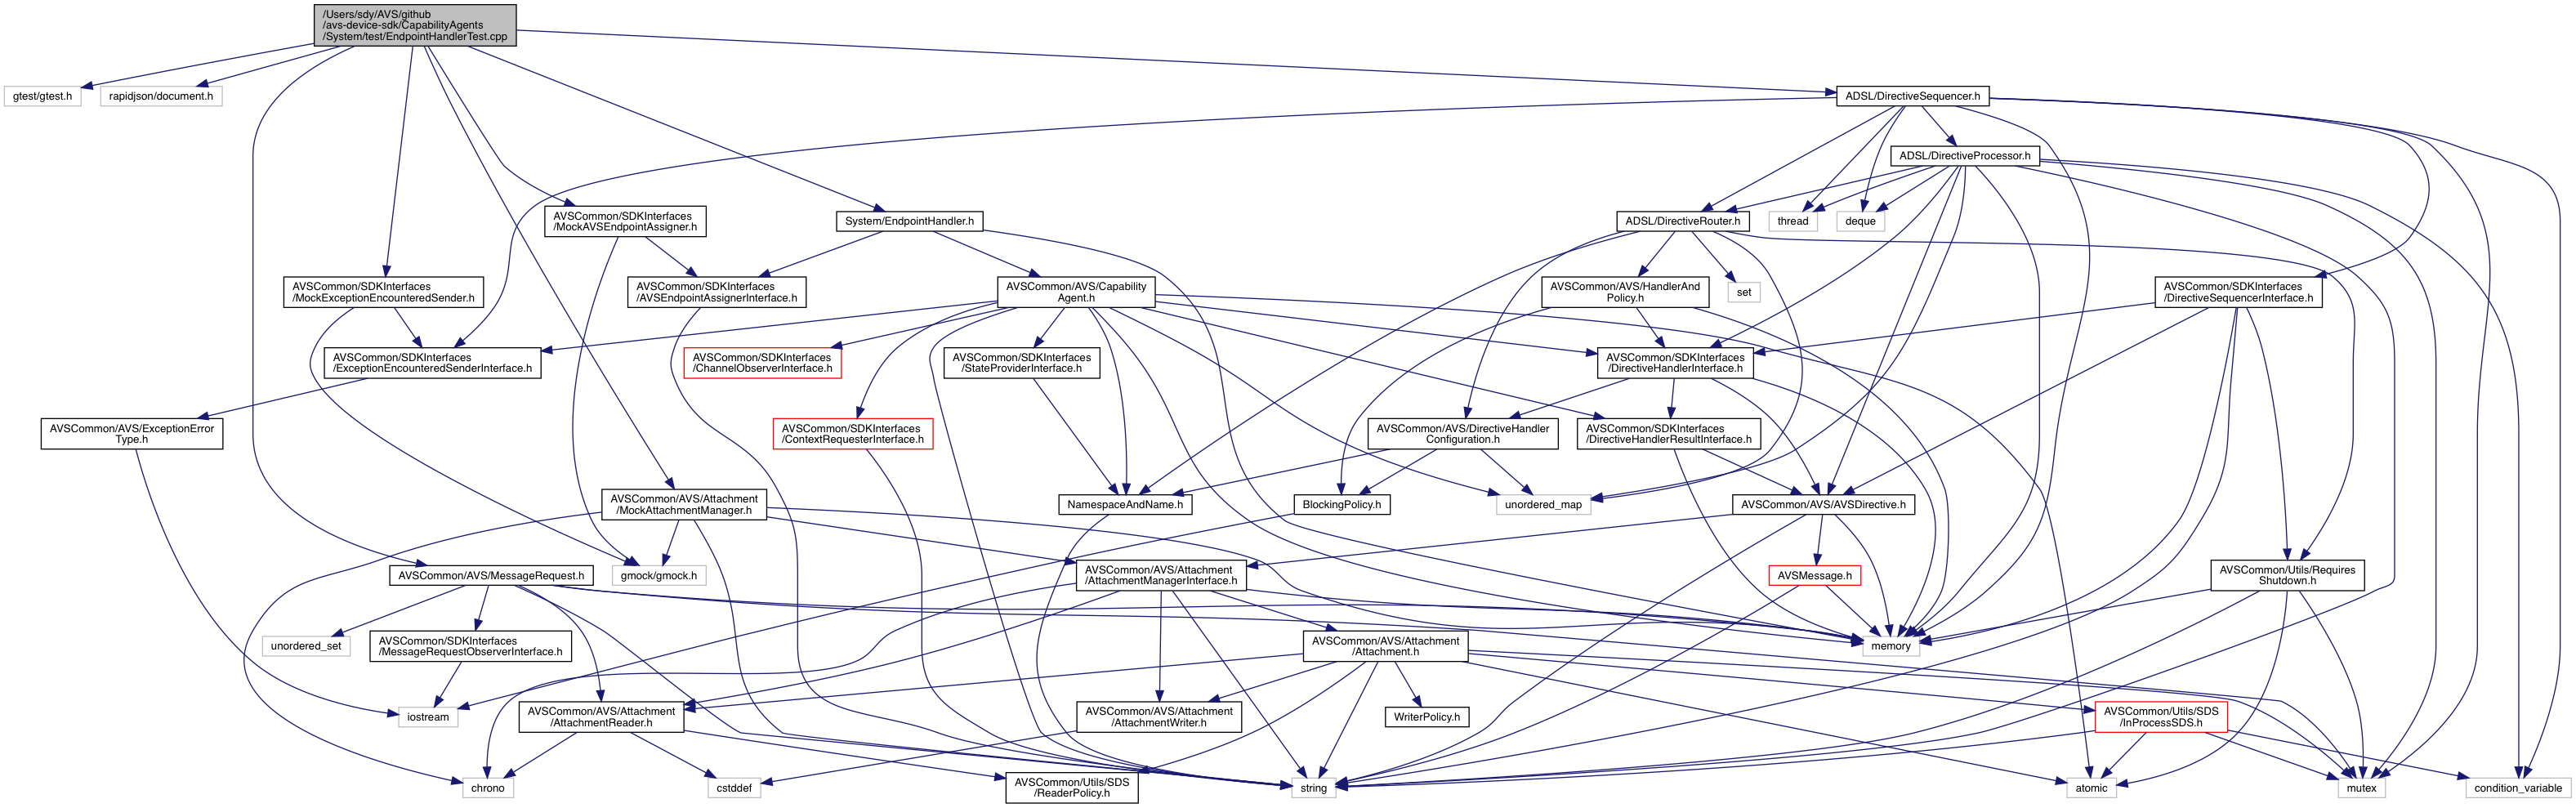 /Users/sdy/AVS/github
/avs-device-sdk/CapabilityAgents
/System/test/EndpointHandlerTest.cpp
gtest/gtest.h
rapidjson/document.h
ADSL/DirectiveSequencer.h
ADSL/DirectiveProcessor.h
AVSCommon/SDKInterfaces
/MockAVSEndpointAssigner.h
System/EndpointHandler.h
ADSL/DirectiveRouter.h
thread
deque
AVSCommon/SDKInterfaces
/MockExceptionEncounteredSender.h
AVSCommon/SDKInterfaces
/AVSEndpointAssignerInterface.h
AVSCommon/AVS/Capability
Agent.h
AVSCommon/AVS/HandlerAnd
Policy.h
set
AVSCommon/SDKInterfaces
/DirectiveSequencerInterface.h
AVSCommon/SDKInterfaces
/ExceptionEncounteredSenderInterface.h
AVSCommon/SDKInterfaces
/ChannelObserverInterface.h
AVSCommon/SDKInterfaces
/StateProviderInterface.h
AVSCommon/SDKInterfaces
/DirectiveHandlerInterface.h
AVSCommon/AVS/ExceptionError
Type.h
AVSCommon/SDKInterfaces
/ContextRequesterInterface.h
AVSCommon/AVS/DirectiveHandler
Configuration.h
AVSCommon/SDKInterfaces
/DirectiveHandlerResultInterface.h
AVSCommon/AVS/Attachment
/MockAttachmentManager.h
NamespaceAndName.h
BlockingPolicy.h
unordered_map
AVSCommon/AVS/AVSDirective.h
AVSCommon/AVS/MessageRequest.h
gmock/gmock.h
AVSCommon/AVS/Attachment
/AttachmentManagerInterface.h
AVSMessage.h
AVSCommon/Utils/Requires
Shutdown.h
unordered_set
AVSCommon/SDKInterfaces
/MessageRequestObserverInterface.h
AVSCommon/AVS/Attachment
/Attachment.h
memory
iostream
AVSCommon/AVS/Attachment
/AttachmentReader.h
AVSCommon/AVS/Attachment
/AttachmentWriter.h
WriterPolicy.h
AVSCommon/Utils/SDS
/InProcessSDS.h
chrono
cstddef
AVSCommon/Utils/SDS
/ReaderPolicy.h
string
atomic
mutex
condition_variable